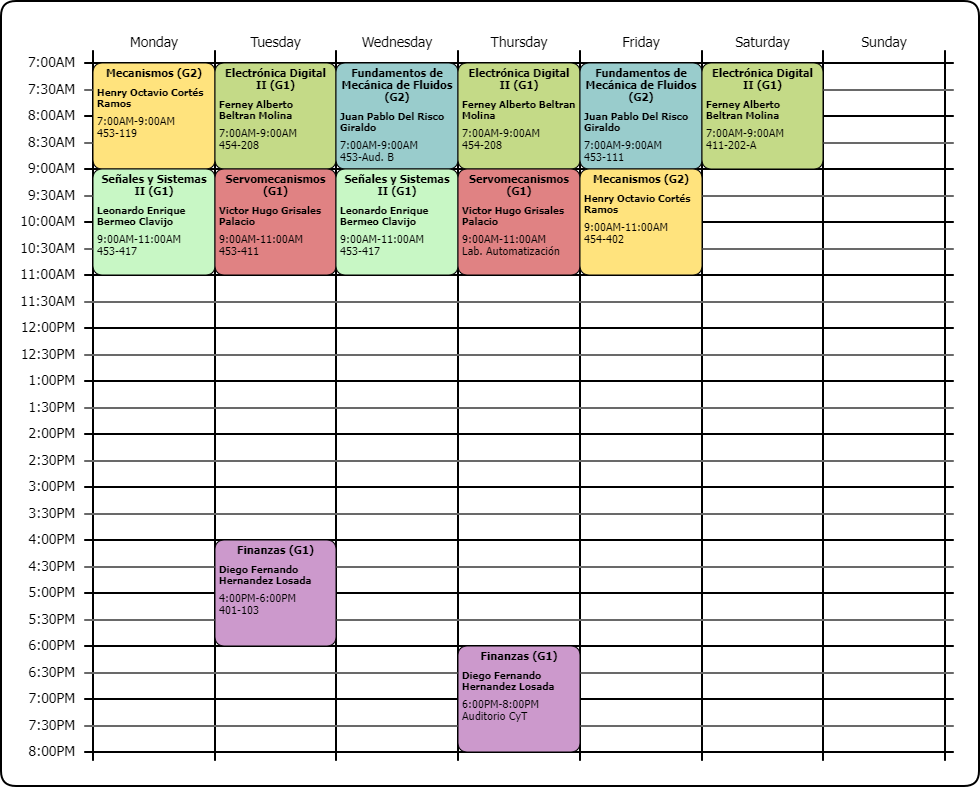 Monday Tuesday Wednesday Thursday Friday Saturday Sunday
7:00AM
7:30AM
8:00AM
8:30AM
9:00AM
9:30AM
10:00AM
10:30AM
11:00AM
11:30AM
12:00PM
12:30PM
1:00PM
1:30PM
2:00PM
2:30PM
3:00PM
3:30PM
4:00PM
4:30PM
5:00PM
5:30PM
6:00PM
6:30PM
7:00PM
7:30PM
8:00PM
Mecanismos (G2)
Henry Octavio Cortés
Ramos
7:00AM-9:00AM
453-119
Señales y Sistemas
II (G1)
Leonardo Enrique
Bermeo Clavijo
9:00AM-11:00AM
453-417
Electrónica Digital
II (G1)
Ferney Alberto
Beltran Molina
7:00AM-9:00AM
454-208
Servomecanismos
(G1)
Victor Hugo Grisales
Palacio
9:00AM-11:00AM
453-411
Finanzas (G1)
Diego Fernando
Hernandez Losada
4:00PM-6:00PM
401-103
Fundamentos de
Mecánica de Fluidos
(G2)
Juan Pablo Del Risco
Giraldo
7:00AM-9:00AM
453-Aud. B
Señales y Sistemas
II (G1)
Leonardo Enrique
Bermeo Clavijo
9:00AM-11:00AM
453-417
Electrónica Digital
II (G1)
Ferney Alberto Beltran
Molina
7:00AM-9:00AM
454-208
Servomecanismos
(G1)
Victor Hugo Grisales
Palacio
9:00AM-11:00AM
Lab. Automatización
Finanzas (G1)
Diego Fernando
Hernandez Losada
6:00PM-8:00PM
Auditorio CyT
Fundamentos de
Mecánica de Fluidos
(G2)
Juan Pablo Del Risco
Giraldo
7:00AM-9:00AM
453-111
Mecanismos (G2)
Henry Octavio Cortés
Ramos
9:00AM-11:00AM
454-402
Electrónica Digital
II (G1)
Ferney Alberto
Beltran Molina
7:00AM-9:00AM
411-202-A